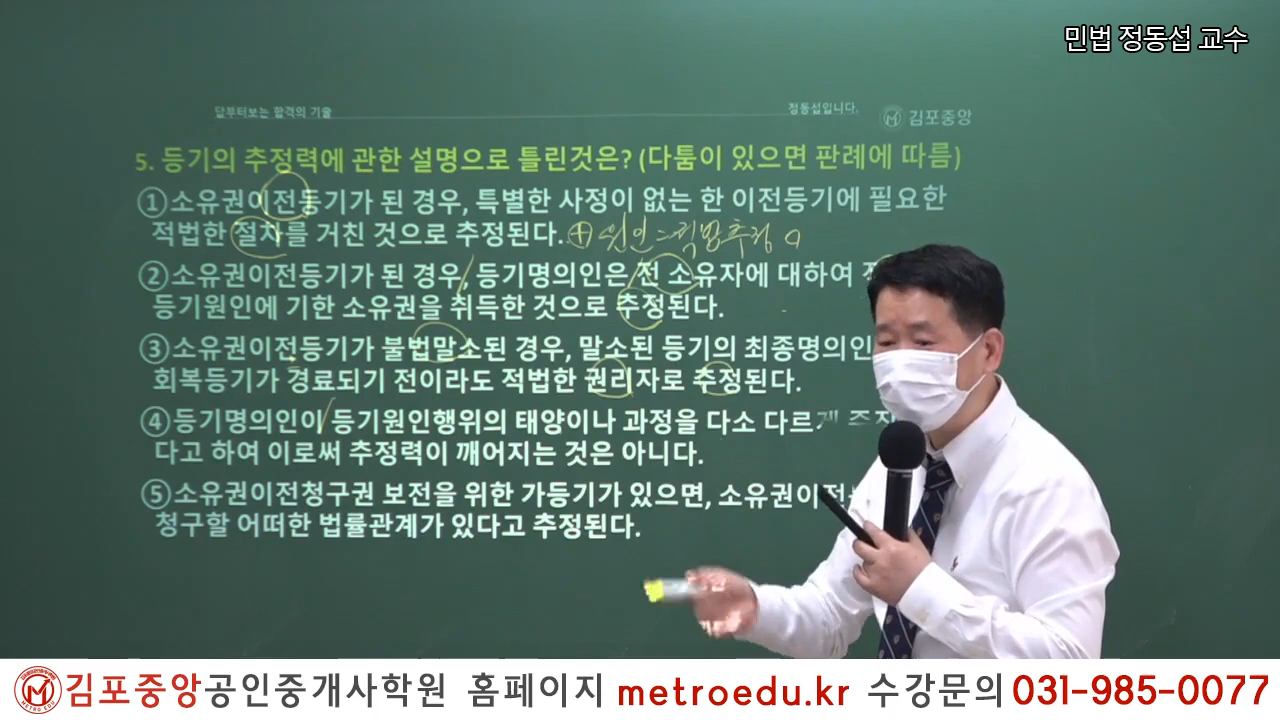 민법 정동섭 교수
답부터보는 합격의 기술
정동섭입니다.
김포중앙
5. 등기의 추정력에 관한 설명으로 틀린것은? (다툼이 있으면 판례에 따름)
①소유권이전등기가 된 경우, 특별한 사정이 없는 한 이전등기에 필요한
적법한 절차를 거친 것으로 추정된다. ⊕ 원인 = 적법추정
②소유권이전등기가 된 경우, 등기명의인은 전 소유자에 대하여
등기원인에 기한 소유권을 취득한 것으로 추정된다.
③소유권이전등기가 불법말소된 경우, 말소된 등기의 최종명의인
회복등기가 경료되기 전이라도 적법한 권리자로 추정된다.
④등기명의인이 등기원인행위의 태양이나 과정을 다소 다르게
다고 하여 이로써 추정력이 깨어지는 것은 아니다.
⑤소유권이전청구권 보전을 위한 가등기가 있으면, 소유권이전
청구할 어떠한 법률관계가 있다고 추정된다.
METRO EDU 김포중앙공인중개사학원 홈페이지 metroedu.kr 수강문의 031-985-0077